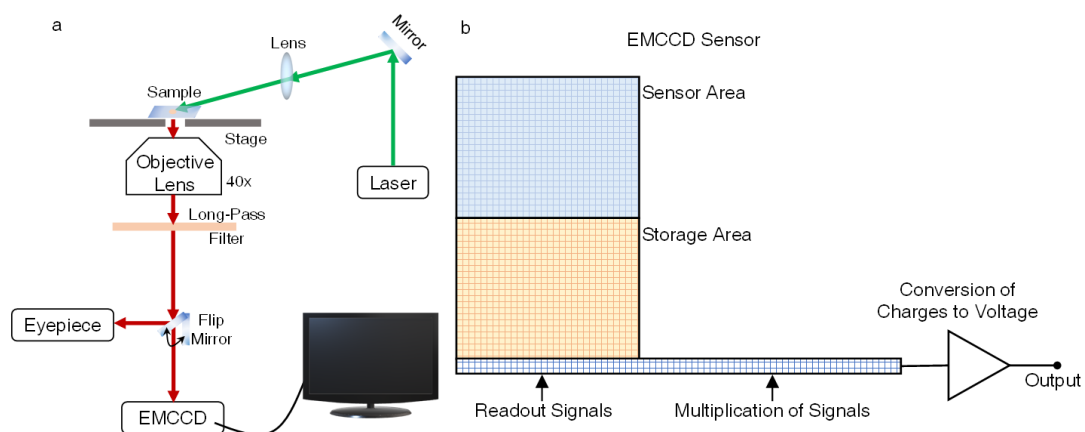 a
Mirror
Lens
Sample
Stage
Objective
Lens
40x
Laser
Long-Pass
Filter
Eyepiece
Flip
Mirror
EMCCD
b
EMCCD Sensor
Sensor Area
Storage Area
Conversion of
Charges to Voltage
Output
Readout Signals
Multiplication of Signals